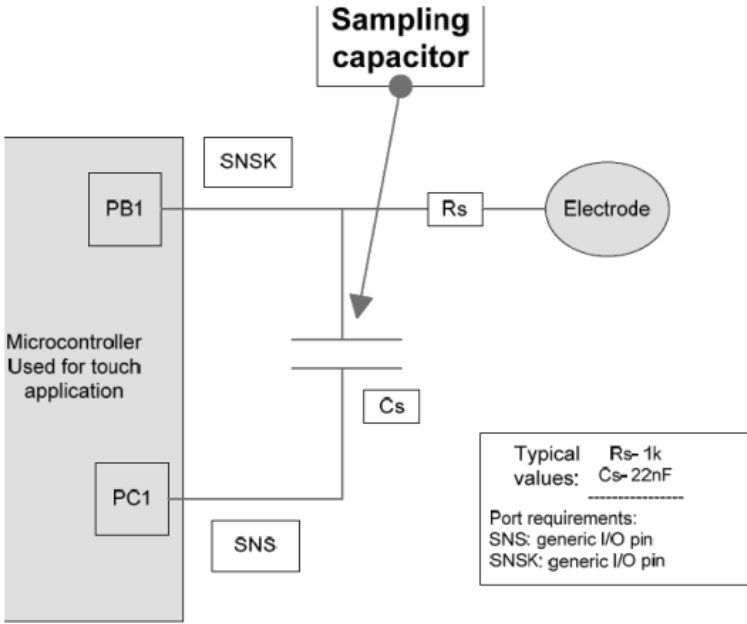 Sampling
capacitor
SNSK
PB1
Rs
Electrode
Microcontroller
Used for touch
application
Cs
PC1
SNS
Typical Rs- 1k
values: Cs- 22nF
----------------
Port requirements:
SNS: generic I/O pin
SNSK: generic I/O pin